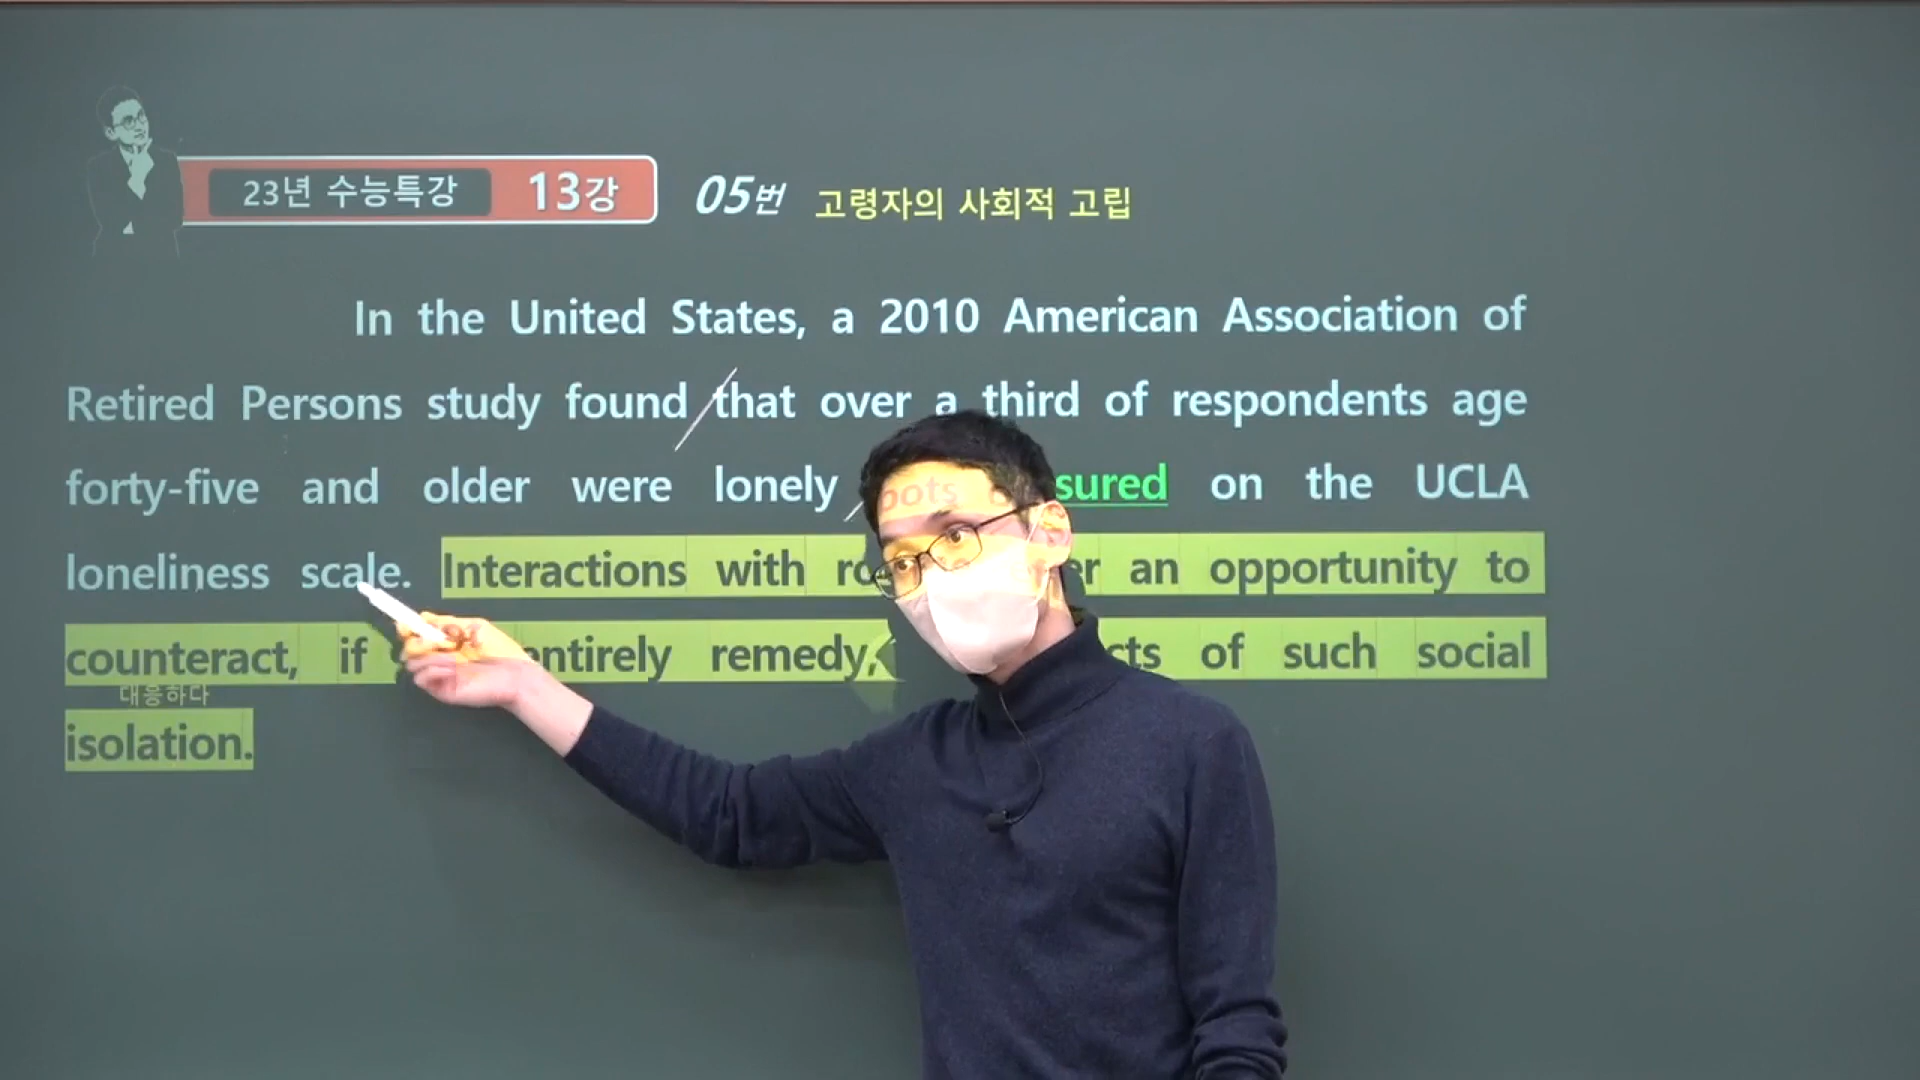 23년 수능특강 13강 05번 고령자의 사회적 고립
In the United States, a 2010 American Association of
Retired Persons study found that over a third of respondents age
forty-five and older were lonely sured on the UCLA
loneliness scale. Interactions with an opportunity to
counteract, if entirely remedy, of such social
대응하다
isolation.